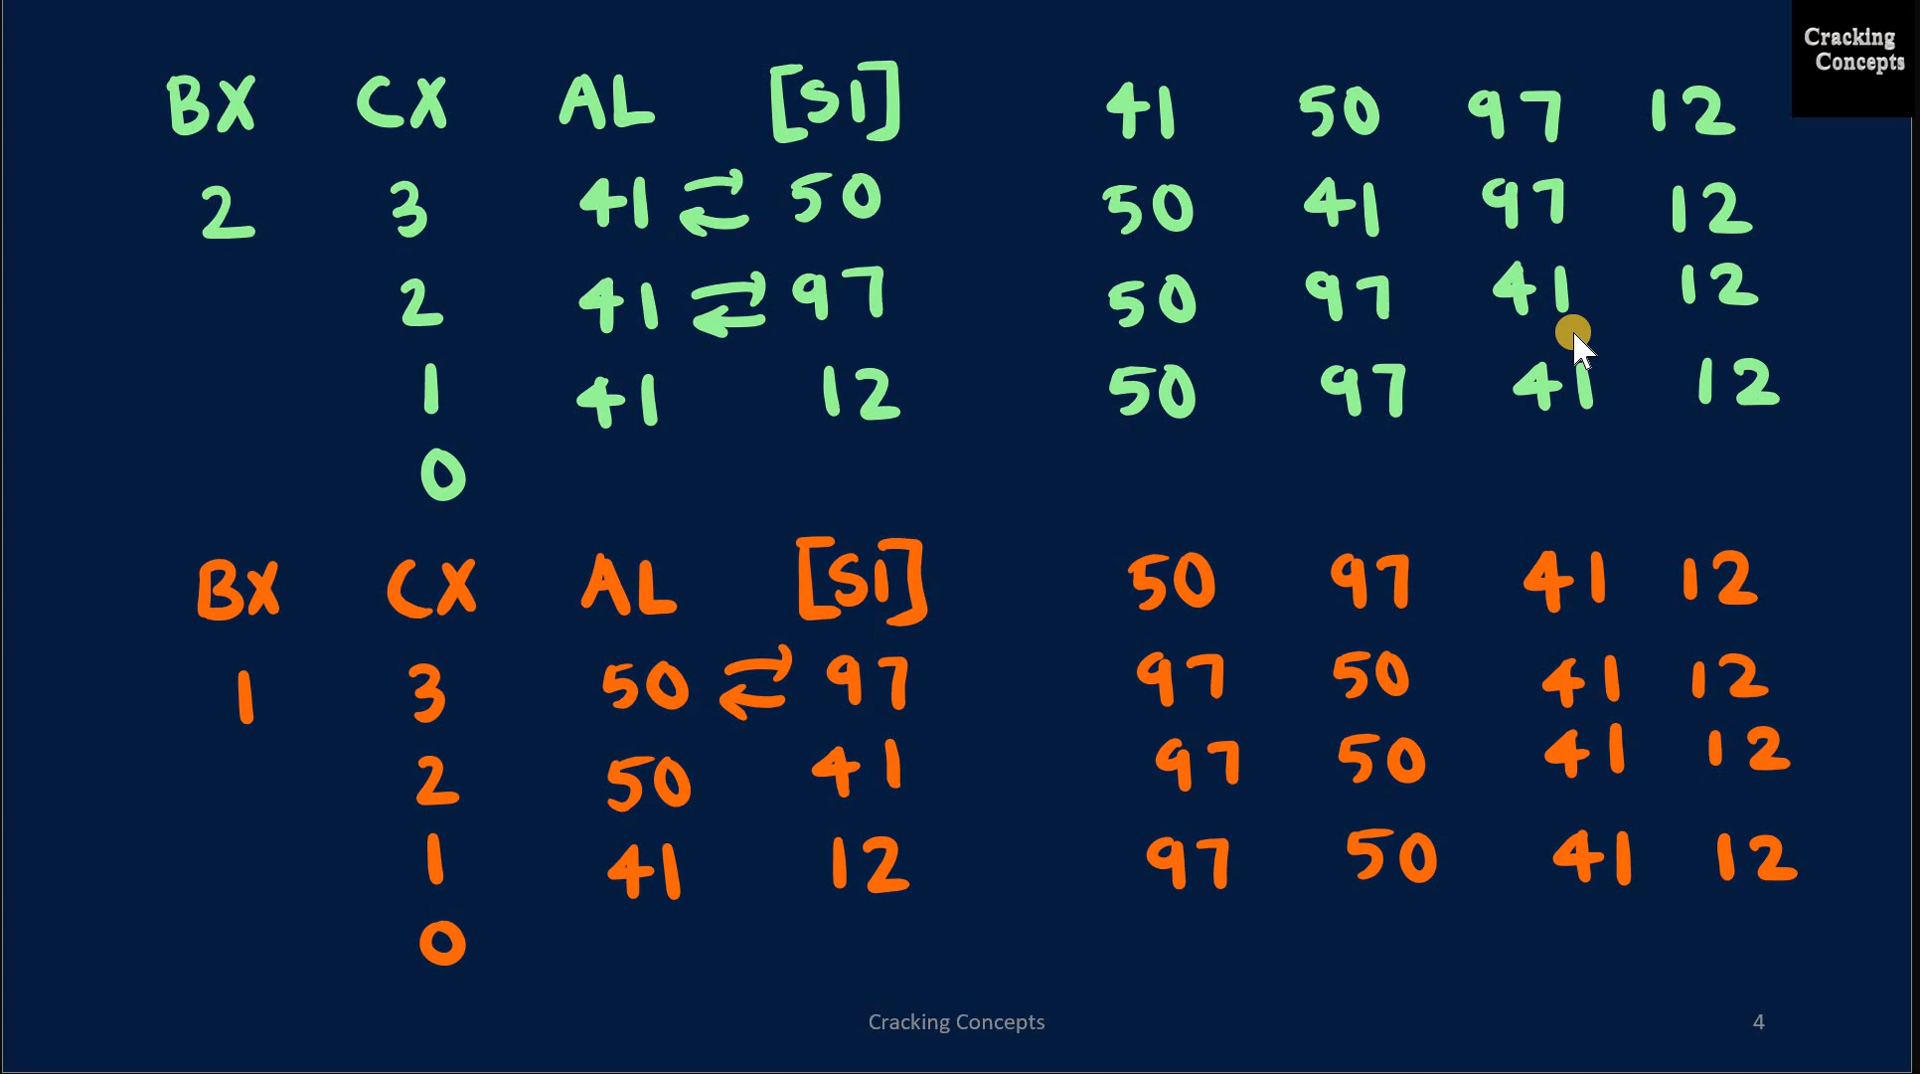 Cracking
Concepts
BX CX AL [SI] 41 50 97 12
2 3 41 ⇄ 50 50 41 97 12
2 41 ⇄ 97 50 97 41 12
1 41 12 50 97 41 12
0
BX CX AL [SI] 50 97 41 12
1 3 50 ⇄ 97 97 50 41 12
2 50 41 97 50 41 12
1 41 12 97 50 41 12
0
Cracking Concepts 4